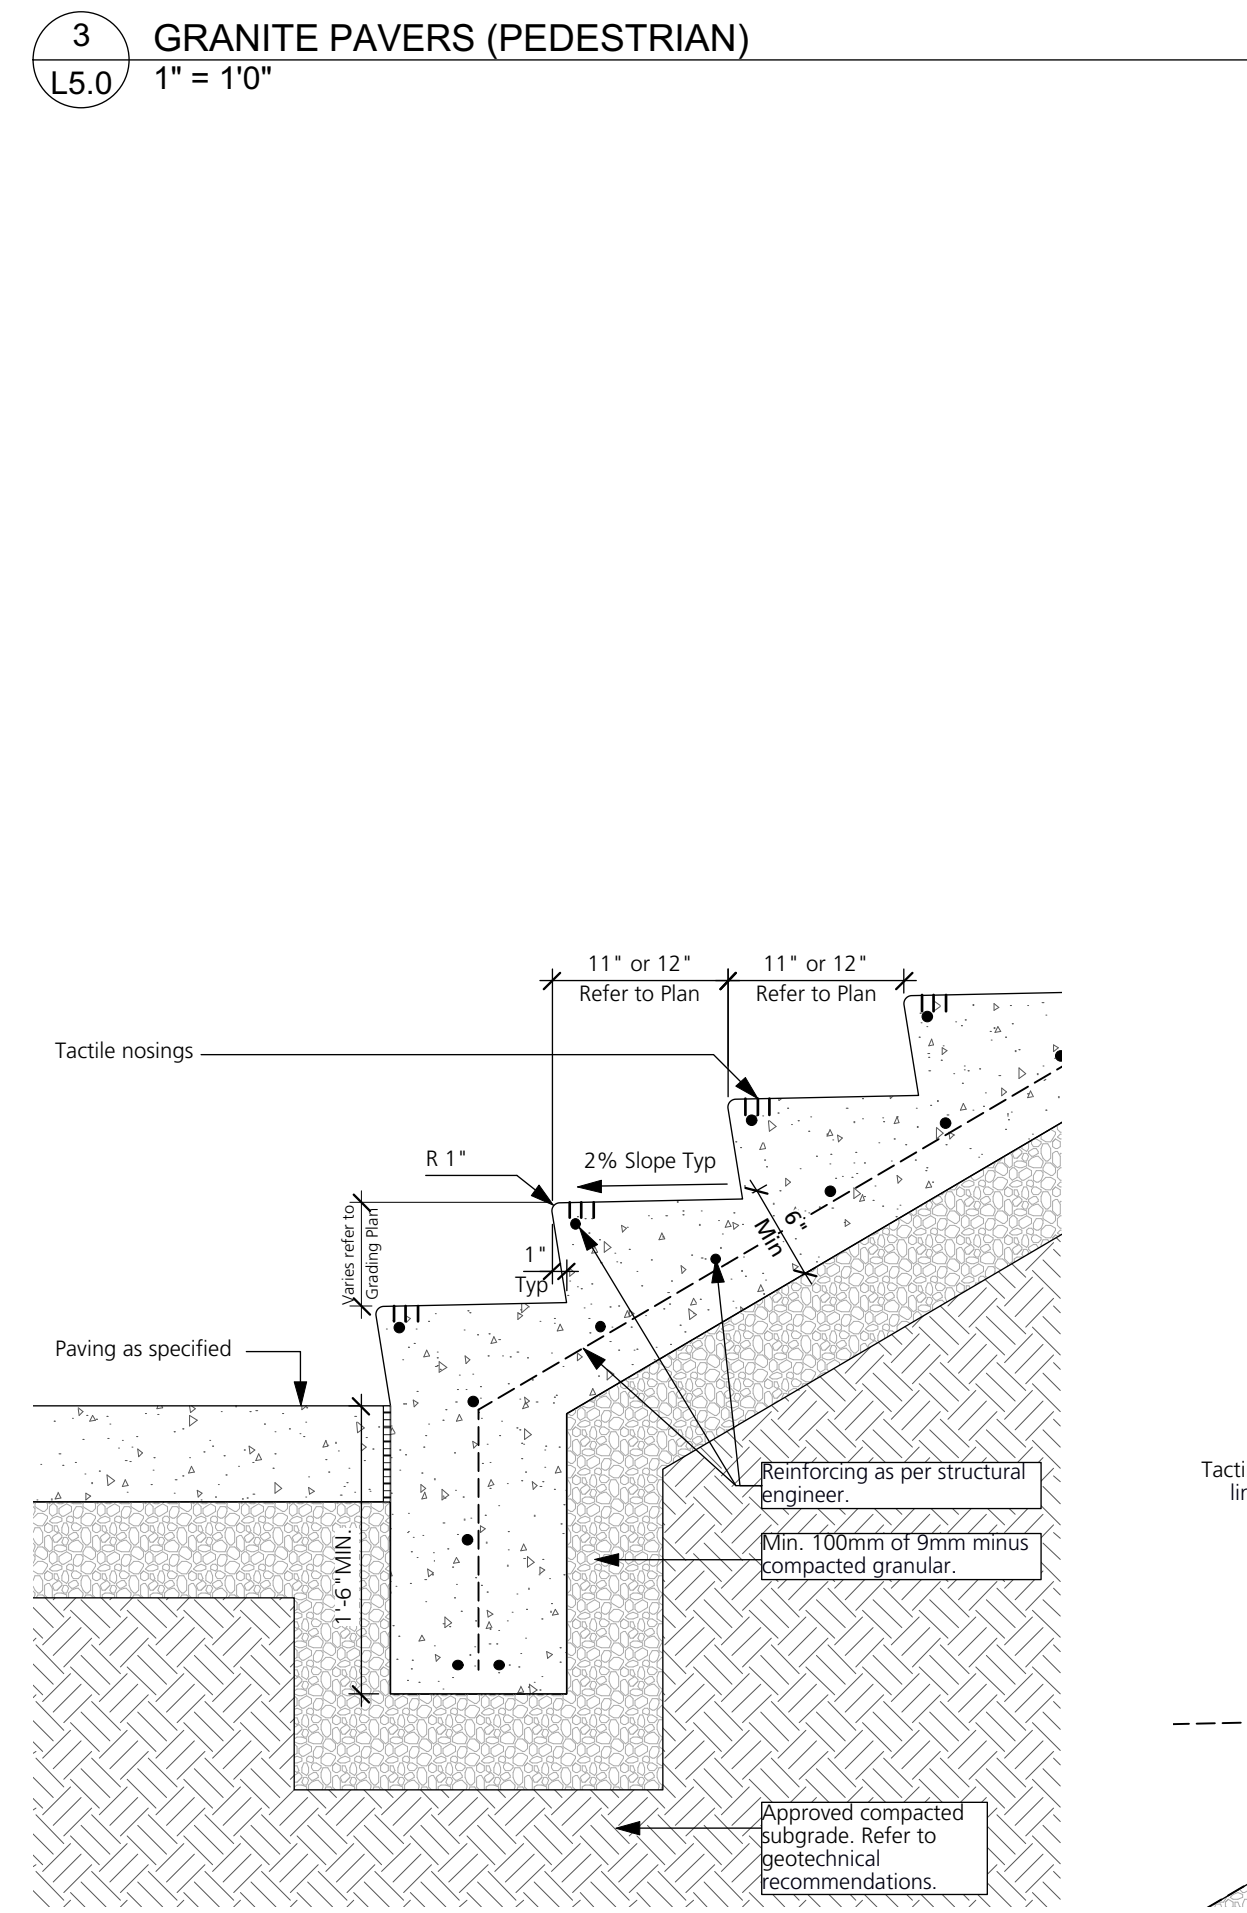 3
L5.0
GRANITE PAVERS (PEDESTRIAN)
1" = 1'0"
11" or 12"
Refer to Plan
11" or 12"
Refer to Plan
Tactile nosings
R 1"
2% Slope Typ
Varies refer to
Grading Plan
1"
Typ
6"
Min
Paving as specified
1'-6"MIN.
Reinforcing as per structural
engineer.
Min. 100mm of 9mm minus
compacted granular.
Approved compacted
subgrade. Refer to
geotechnical
recommendations.